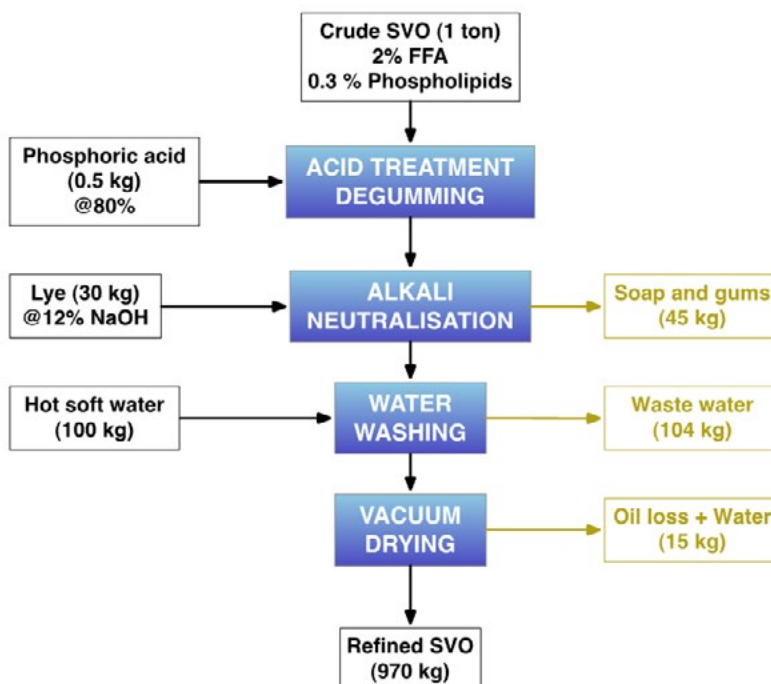 Crude SVO (1 ton)
2% FFA
0.3 % Phospholipids
Phosphoric acid
(0.5 kg)
@80%
ACID TREATMENT
DEGUMMING
Lye (30 kg)
@12% NaOH
ALKALI
NEUTRALISATION
Soap and gums
(45 kg)
Hot soft water
(100 kg)
WATER
WASHING
Waste water
(104 kg)
VACUUM
DRYING
Oil loss + Water
(15 kg)
Refined SVO
(970 kg)